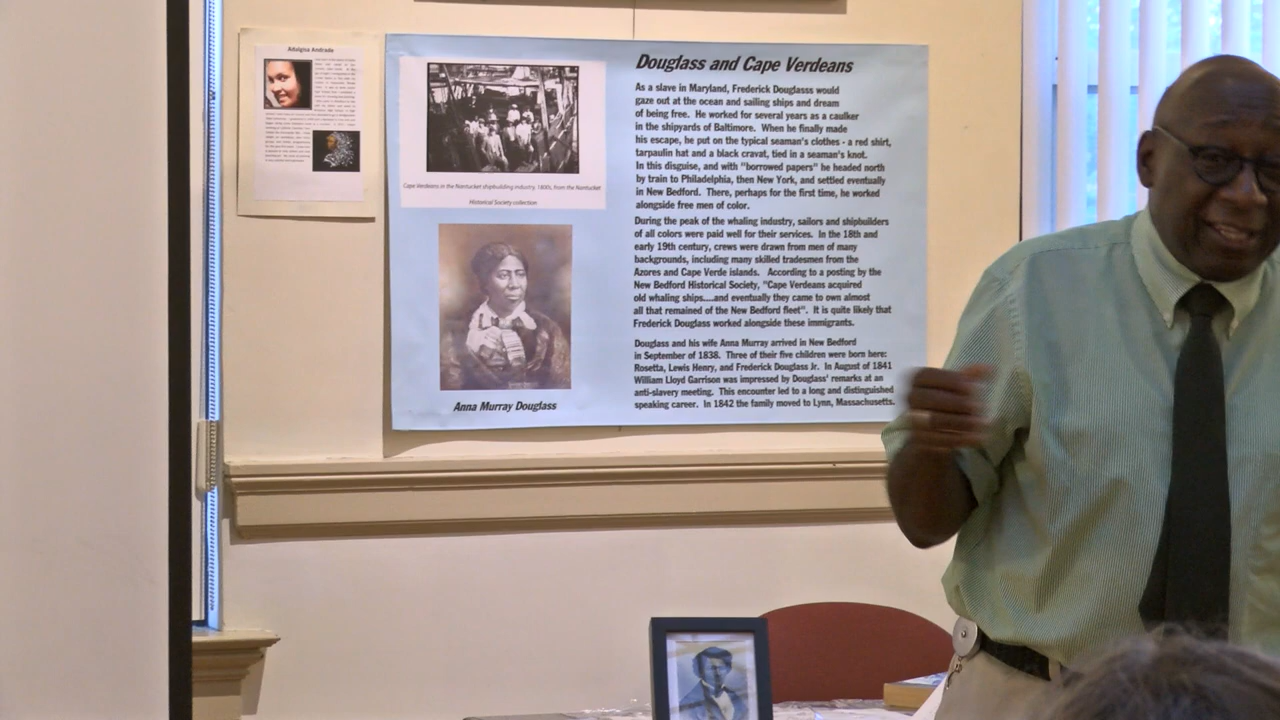 Adalgisa Andrade
Cape Verdeans in the Nantucket shipbuilding industry, 1800s, from the Nantucket
Historical Society collection
Anna Murray Douglass
Douglass and Cape Verdeans
As a slave in Maryland, Frederick Douglasss would
gaze out at the ocean and sailing ships and dream
of being free. He worked for several years as a caulker
in the shipyards of Baltimore. When he finally made
his escape, he put on the typical seaman's clothes - a red shirt,
tarpaulin hat and a black cravat, tied in a seaman's knot.
In this disguise, and with "borrowed papers" he headed north
by train to Philadelphia, then New York, and settled eventually
in New Bedford. There, perhaps for the first time, he worked
alongside free men of color.
During the peak of the whaling industry, sailors and shipbuilders
of all colors were paid well for their services. In the 18th and
early 19th century, crews were drawn from men of many
backgrounds, including many skilled tradesmen from the
Azores and Cape Verde islands. According to a posting by the
New Bedford Historical Society, "Cape Verdeans acquired
old whaling ships....and eventually they came to own almost
all that remained of the New Bedford fleet". It is quite likely that
Frederick Douglass worked alongside these immigrants.
Douglass and his wife Anna Murray arrived in New Bedford
in September of 1838. Three of their five children were born here:
Rosetta, Lewis Henry, and Frederick Douglass Jr. In August of 1841
William Lloyd Garrison was impressed by Douglass' remarks at an
anti-slavery meeting. This encounter led to a long and distinguished
speaking career. In 1842 the family moved to Lynn, Massachusetts.